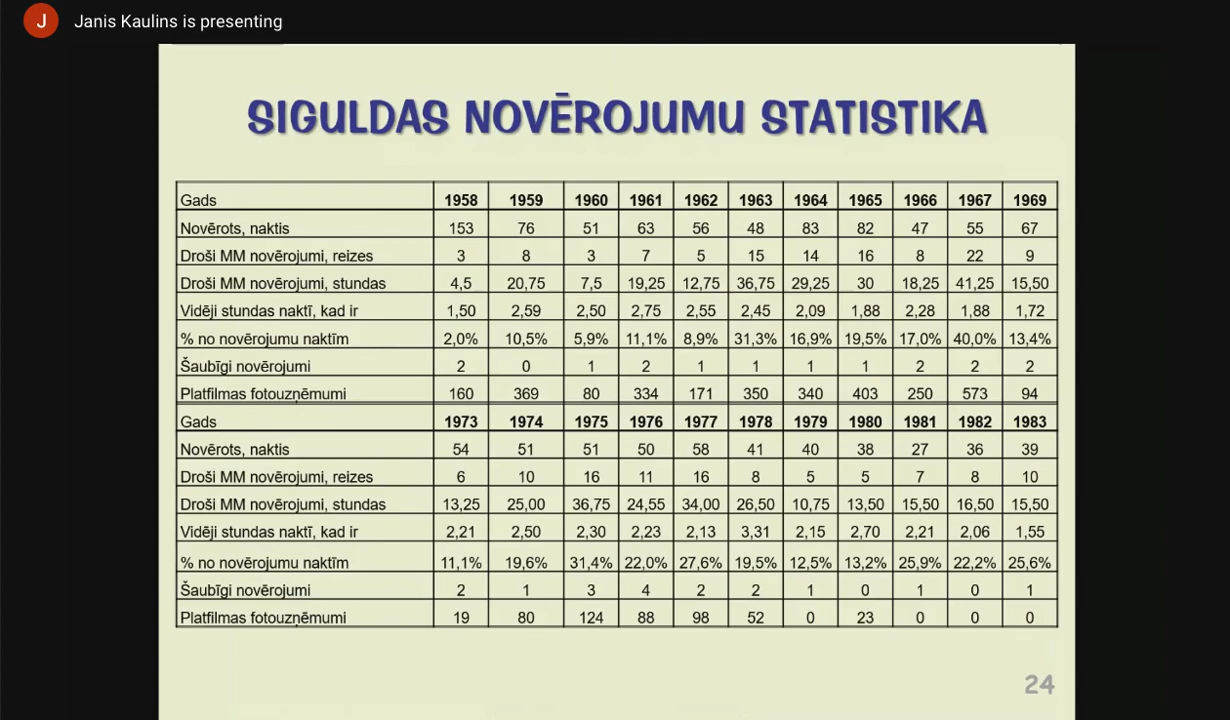 J Janis Kaulins is presenting
SIGULDAS NOVĒROJUMU STATISTIKA
Gads 1958 1959 1960 1961 1962 1963 1964 1965 1966 1967 1969
Novērots, naktis 153 76 51 63 56 48 83 82 47 55 67
Droši MM novērojumi, reizes 3 8 3 7 5 15 14 16 8 22 9
Droši MM novērojumi, stundas 4,5 20,75 7,5 19,25 12,75 36,75 29,25 30 18,25 41,25 15,50
Vidēji stundas naktī, kad ir 1,50 2,59 2,50 2,75 2,55 2,45 2,09 1,88 2,28 1,88 1,72
% no novērojumu naktīm 2,0% 10,5% 5,9% 11,1% 8,9% 31,3% 16,9% 19,5% 17,0% 40,0% 13,4%
Šaubīgi novērojumi 2 0 1 2 1 1 1 1 2 2 2
Platfilmas fotouzņēmumi 160 369 80 334 171 350 340 403 250 573 94
Gads 1973 1974 1975 1976 1977 1978 1979 1980 1981 1982 1983
Novērots, naktis 54 51 51 50 58 41 40 38 27 36 39
Droši MM novērojumi, reizes 6 10 16 11 16 8 5 5 7 8 10
Droši MM novērojumi, stundas 13,25 25,00 36,75 24,55 34,00 26,50 10,75 13,50 15,50 16,50 15,50
Vidēji stundas naktī, kad ir 2,21 2,50 2,30 2,23 2,13 3,31 2,15 2,70 2,21 2,06 1,55
% no novērojumu naktīm 11,1% 19,6% 31,4% 22,0% 27,6% 19,5% 12,5% 13,2% 25,9% 22,2% 25,6%
Šaubīgi novērojumi 2 1 3 4 2 2 1 0 1 0 1
Platfilmas fotouzņēmumi 19 80 124 88 98 52 0 23 0 0 0
24